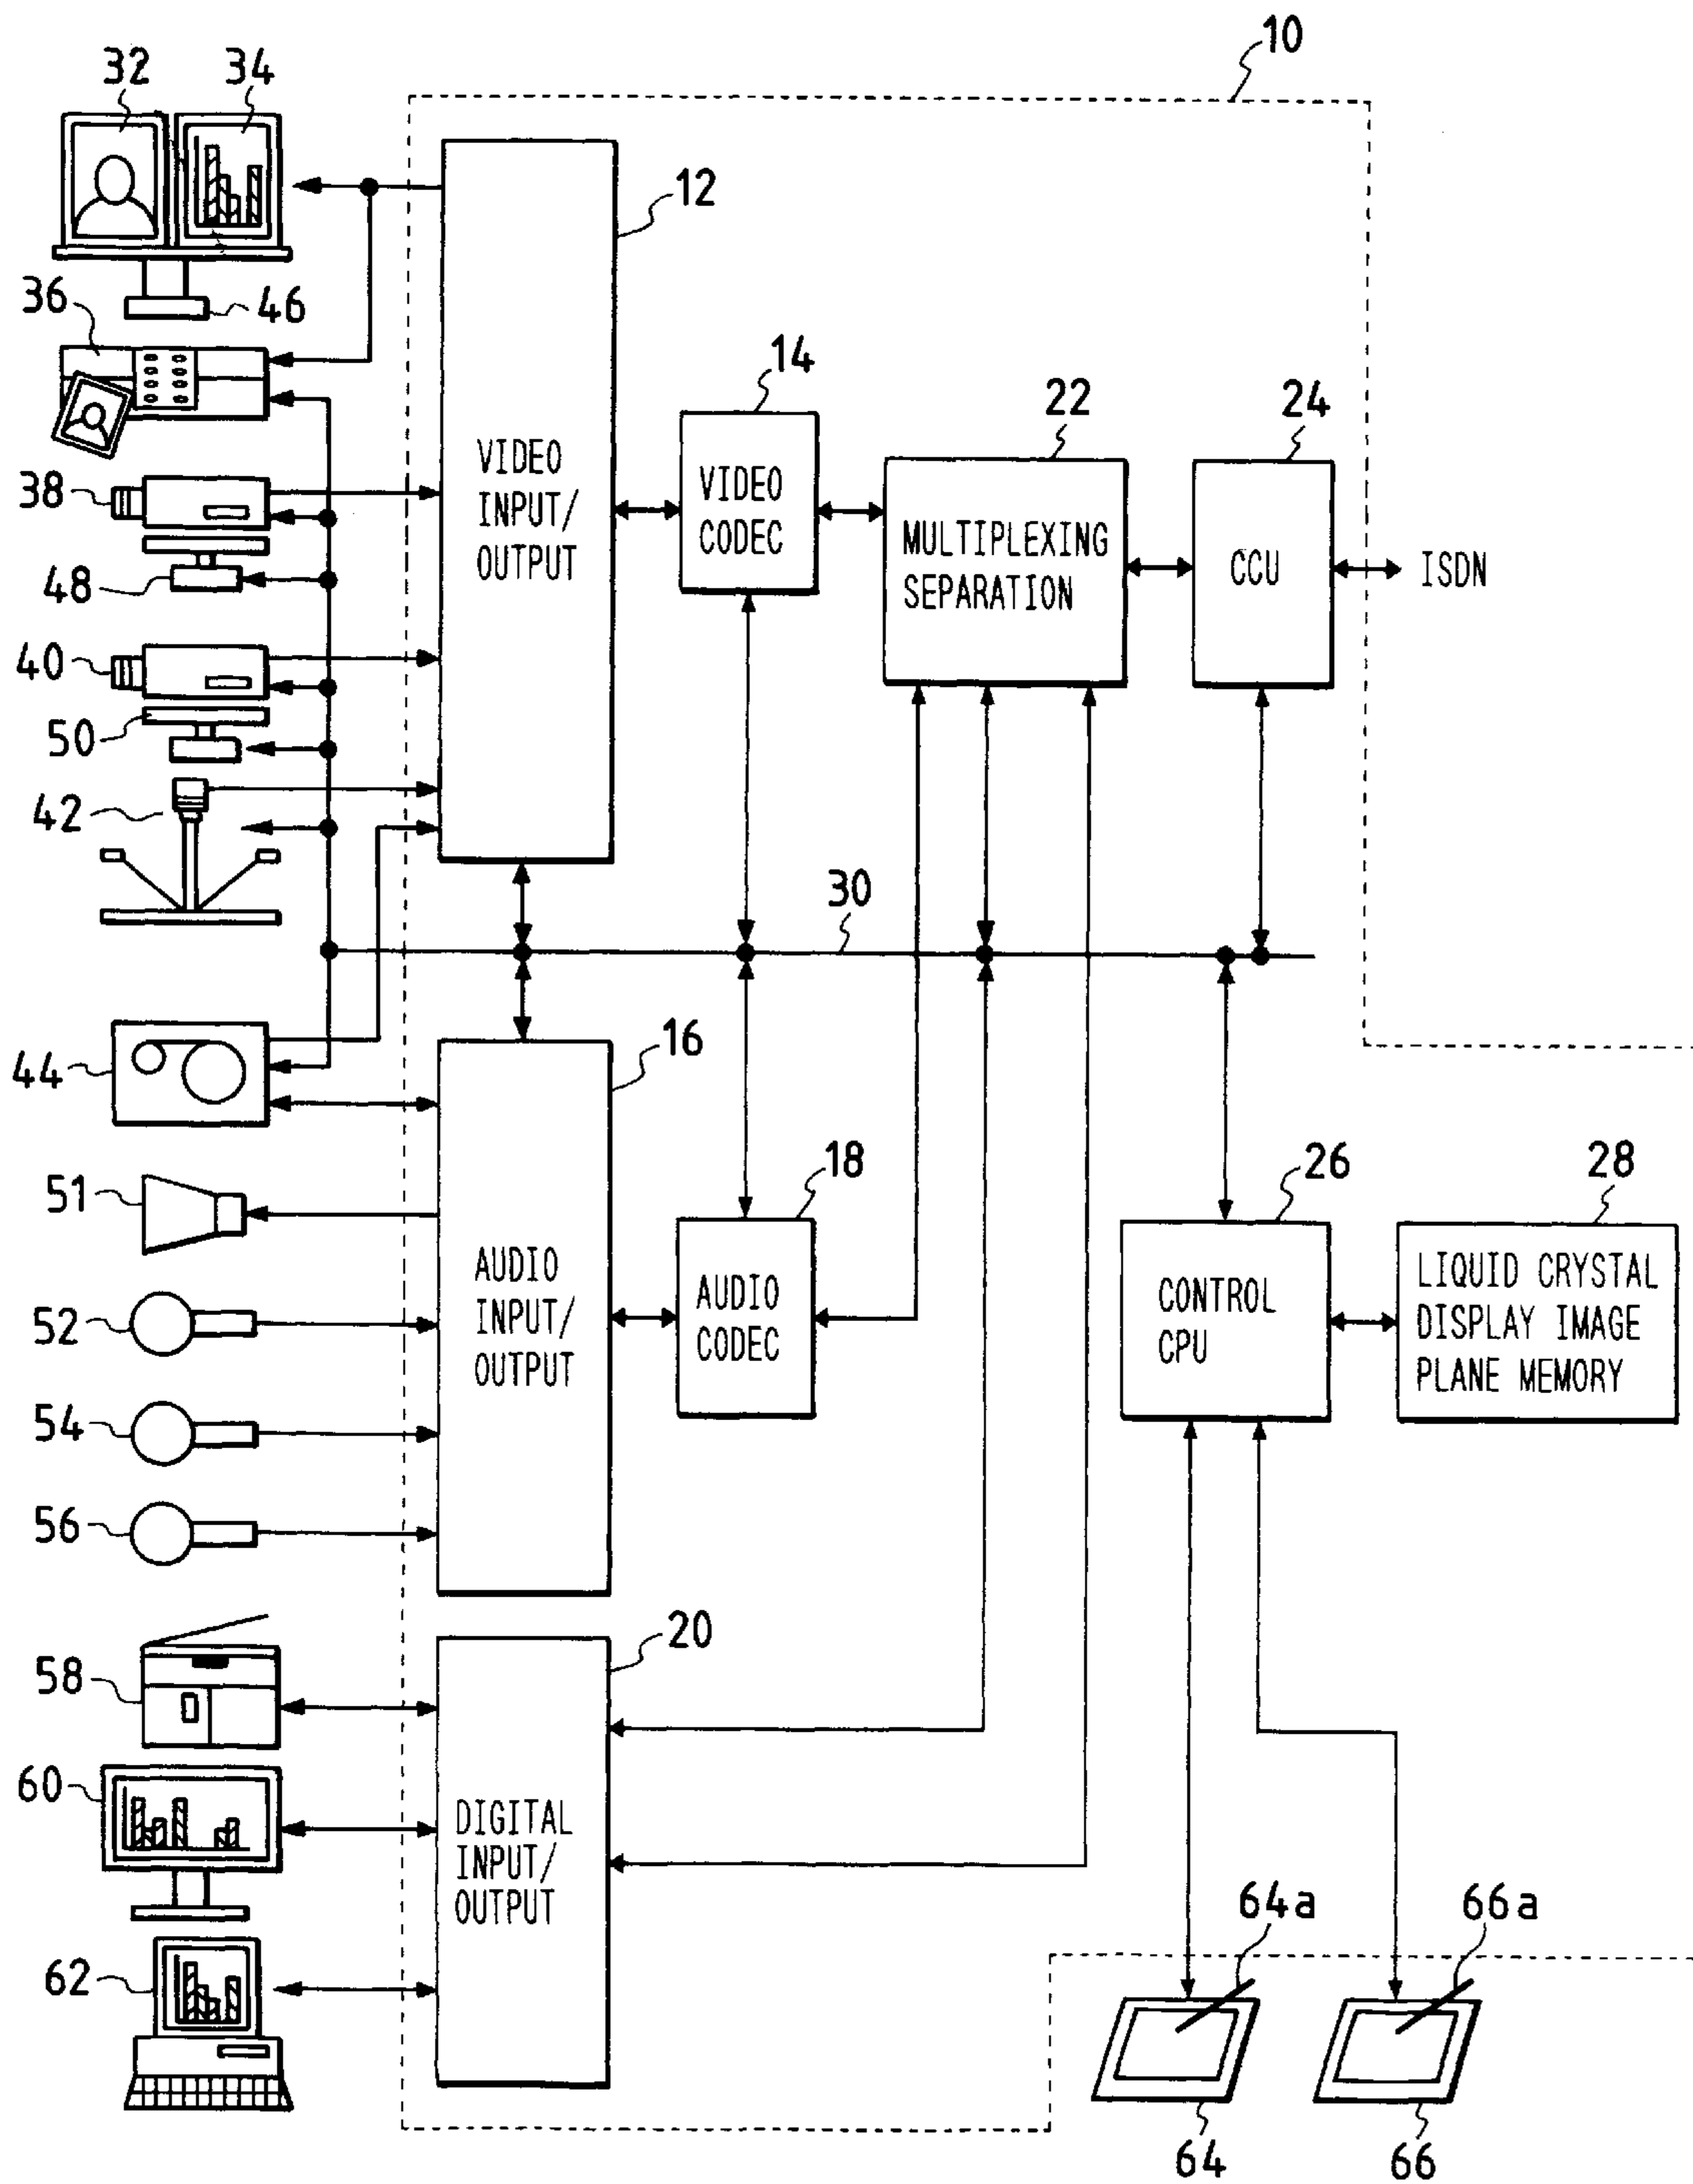 10
32
34
12
46
36
14
22
24
VIDEO
INPUT/
OUTPUT
VIDEO
CODEC
MULTIPLEXING
SEPARATION
CCU
ISDN
38
48
40
50
42
30
44
16
18
26
28
51
AUDIO
INPUT/
OUTPUT
AUDIO
CODEC
CONTROL
CPU
LIQUID CRYSTAL
DISPLAY IMAGE
PLANE MEMORY
52
54
56
20
58
60
DIGITAL
INPUT/
OUTPUT
62
64a
66a
64
66